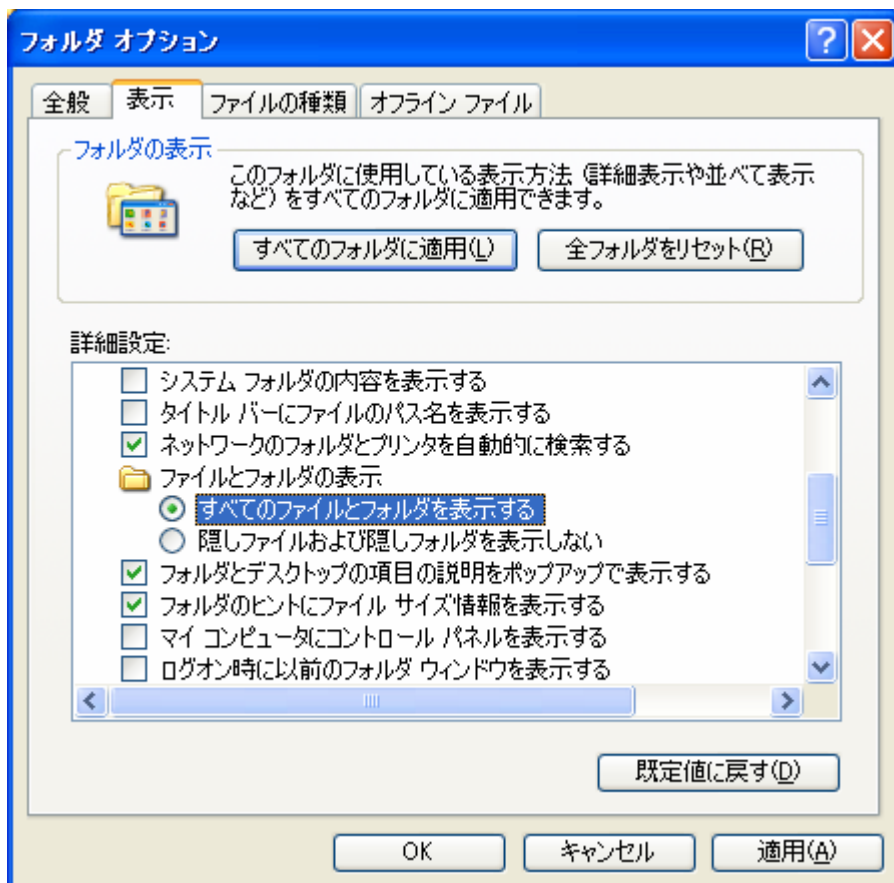 フォルダ オプション
全般 表示 ファイルの種類 オフライン ファイル
フォルダの表示
このフォルダに使用している表示方法 (詳細表示や並べて表示
など) をすべてのフォルダに適用できます。
すべてのフォルダに適用(L) 全フォルダをリセット(R)
詳細設定:
システム フォルダの内容を表示する
タイトル バーにファイルのパス名を表示する
ネットワークのフォルダとプリンタを自動的に検索する
ファイルとフォルダの表示
すべてのファイルとフォルダを表示する
隠しファイルおよび隠しフォルダを表示しない
フォルダとデスクトップの項目の説明をポップアップで表示する
フォルダのヒントにファイル サイズ情報を表示する
マイ コンピュータにコントロール パネルを表示する
ログオン時に以前のフォルダ ウィンドウを表示する
既定値に戻す(D)
OK キャンセル 適用(A)